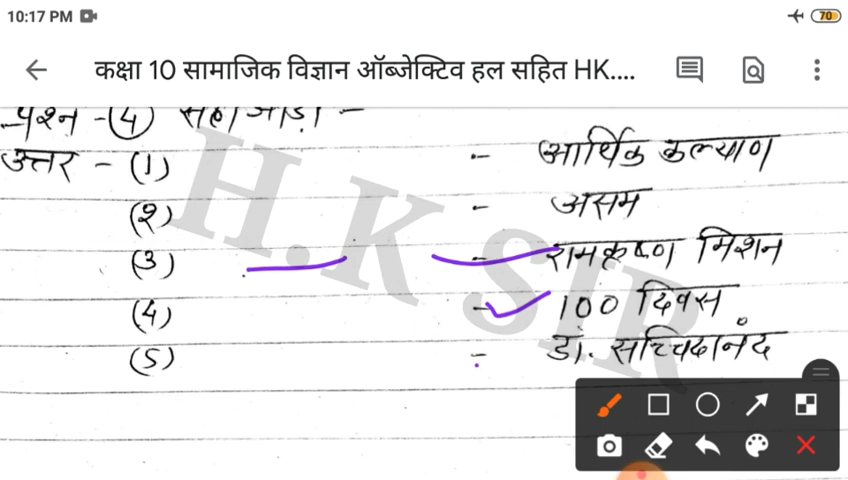 10:17 PM 70
कक्षा 10 सामाजिक विज्ञान ऑब्जेक्टिव हल सहित HK....
प्रश्न -(4) सही जोड़ी -
उत्तर - (1) - आर्थिक कल्याण
(2) - असम
(3) - रामकृष्ण मिशन
(4) - 100 दिवस
(5) - डॉ. सच्चिदानंद
H.K SIR